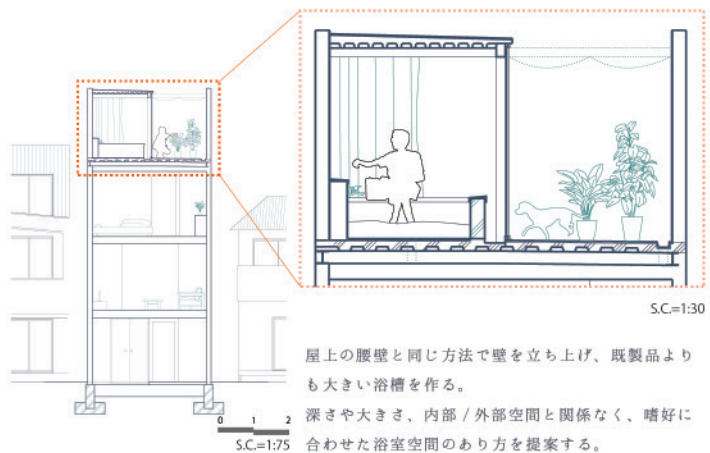 S.C.=1:30
屋上の腰壁と同じ方法で壁を立ち上げ、既製品より
も大きい浴槽を作る。
深さや大きさ、内部 / 外部空間と関係なく、嗜好に
合わせた浴室空間のあり方を提案する。
0 1 2
S.C.=1:75